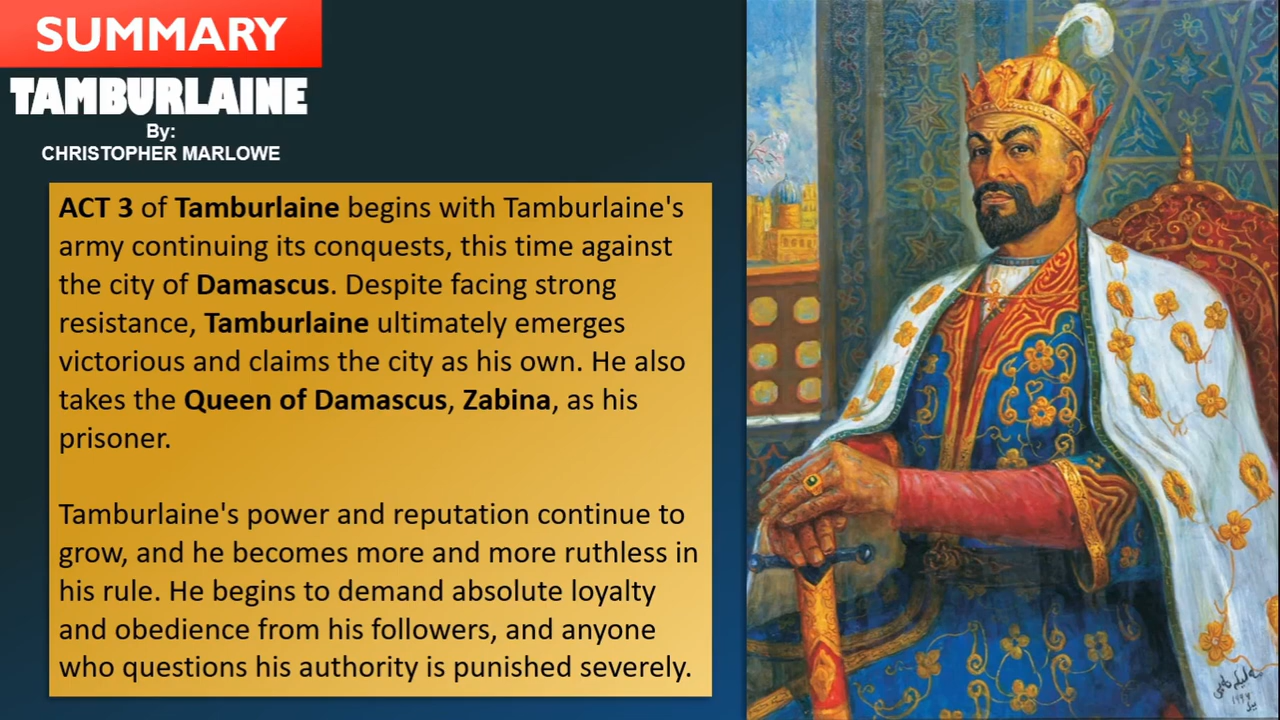 SUMMARY
TAMBURLAINE
By:
CHRISTOPHER MARLOWE
ACT 3 of Tamburlaine begins with Tamburlaine's
army continuing its conquests, this time against
the city of Damascus. Despite facing strong
resistance, Tamburlaine ultimately emerges
victorious and claims the city as his own. He also
takes the Queen of Damascus, Zabina, as his
prisoner.
Tamburlaine's power and reputation continue to
grow, and he becomes more and more ruthless in
his rule. He begins to demand absolute loyalty
and obedience from his followers, and anyone
who questions his authority is punished severely.